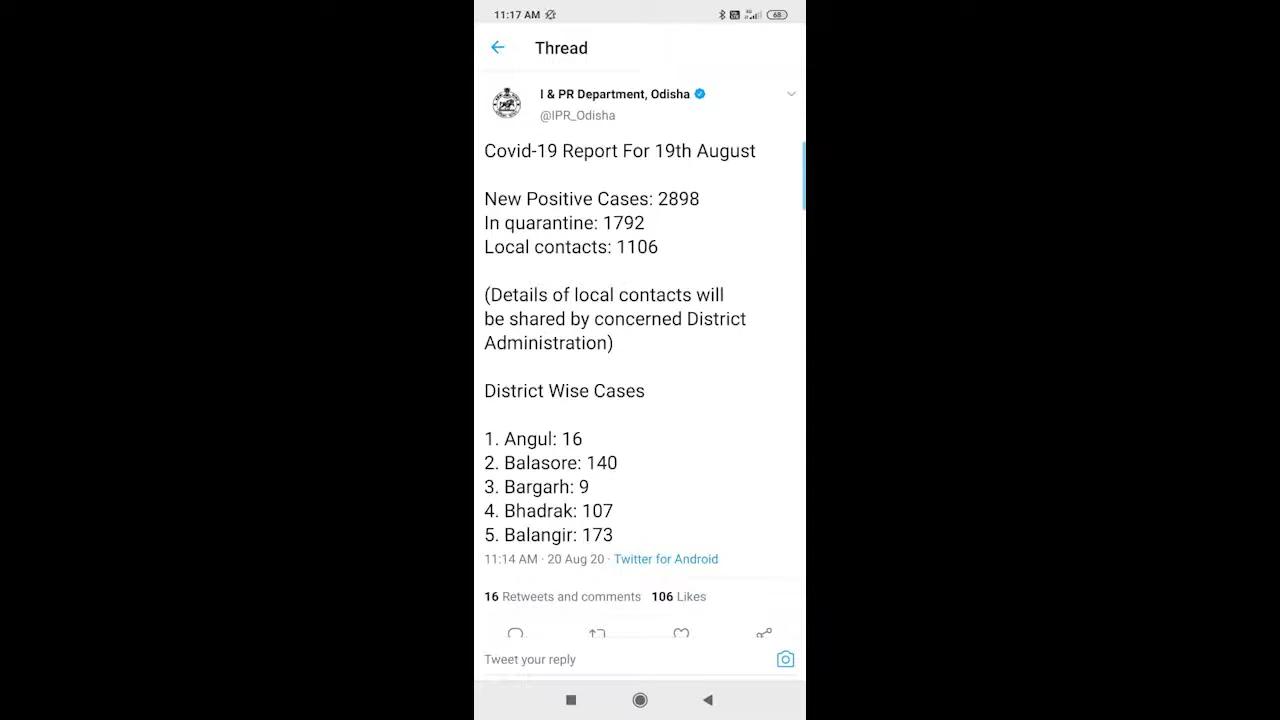 11:17 AM
68
Thread
I & PR Department, Odisha
@IPR_Odisha
Covid-19 Report For 19th August
New Positive Cases: 2898
In quarantine: 1792
Local contacts: 1106
(Details of local contacts will
be shared by concerned District
Administration)
District Wise Cases
1. Angul: 16
2. Balasore: 140
3. Bargarh: 9
4. Bhadrak: 107
5. Balangir: 173
11:14 AM · 20 Aug 20 · Twitter for Android
16 Retweets and comments 106 Likes
Tweet your reply